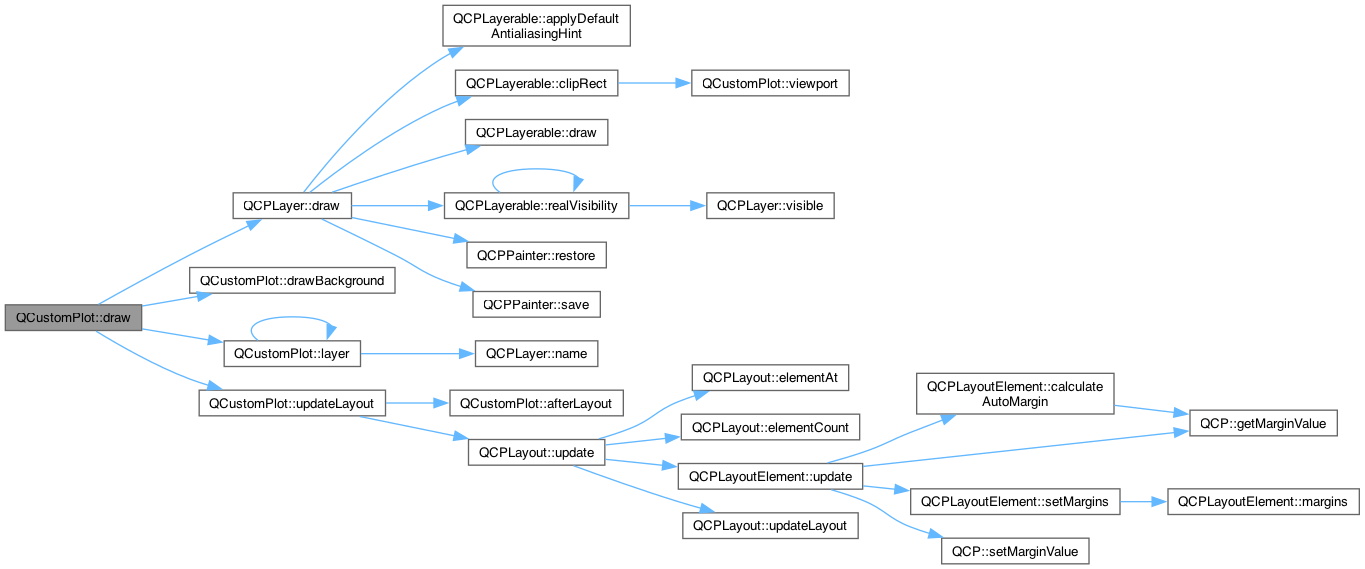 QCPLayerable::applyDefault
AntialiasingHint
QCPLayerable::clipRect
QCustomPlot::viewport
QCPLayerable::draw
QCPLayer::draw
QCPLayerable::realVisibility
QCPLayer::visible
QCPPainter::restore
QCustomPlot::drawBackground
QCPPainter::save
QCustomPlot::draw
QCustomPlot::layer
QCPLayer::name
QCustomPlot::updateLayout
QCustomPlot::afterLayout
QCPLayout::elementAt
QCPLayoutElement::calculate
AutoMargin
QCP::getMarginValue
QCPLayout::elementCount
QCPLayout::update
QCPLayoutElement::update
QCPLayoutElement::setMargins
QCPLayoutElement::margins
QCPLayout::updateLayout
QCP::setMarginValue